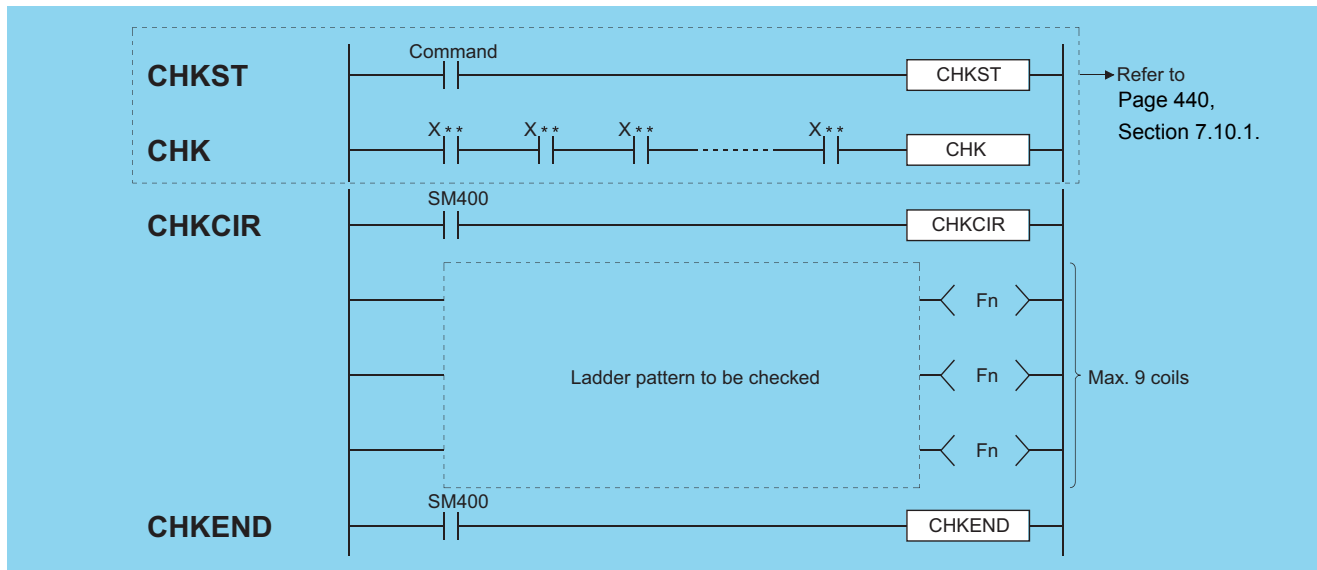 Command
CHKST CHKST Refer to
Page 440,
Section 7.10.1.
X** X** X** X**
CHK CHK
SM400
CHKCIR CHKCIR
Fn
Ladder pattern to be checked Fn Max. 9 coils
Fn
SM400
CHKEND CHKEND